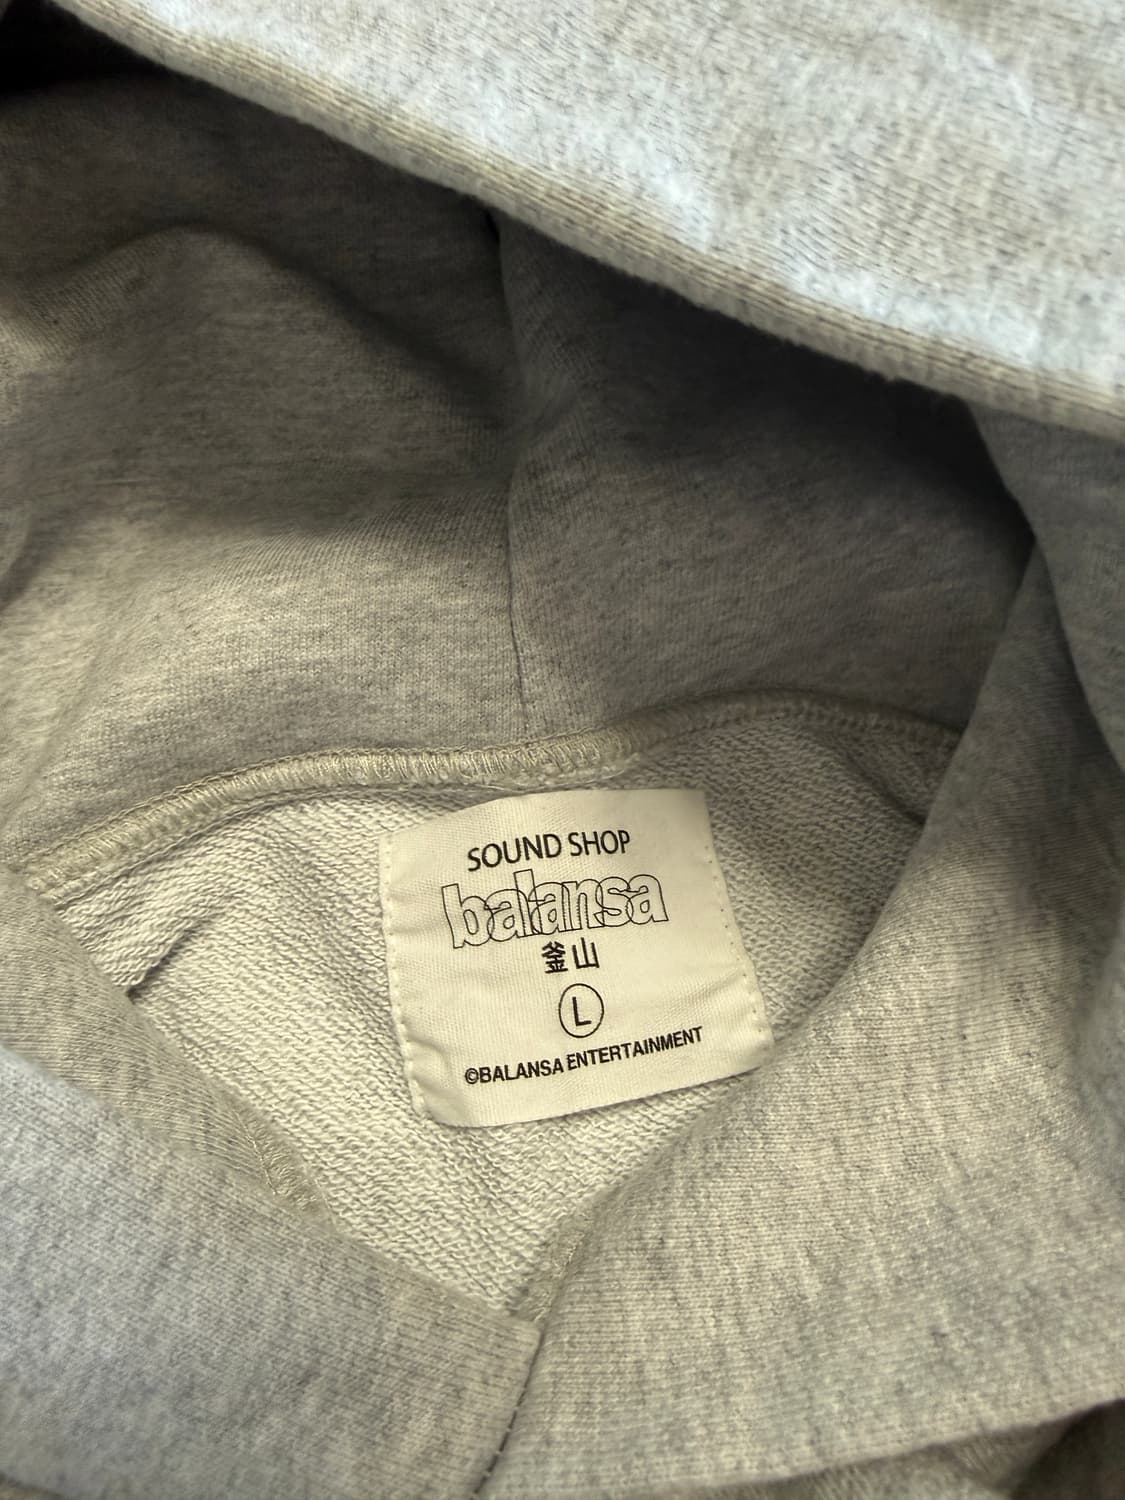 SOUND SHOP
balansa
釜山
L
©BALANSA ENTERTAINMENT